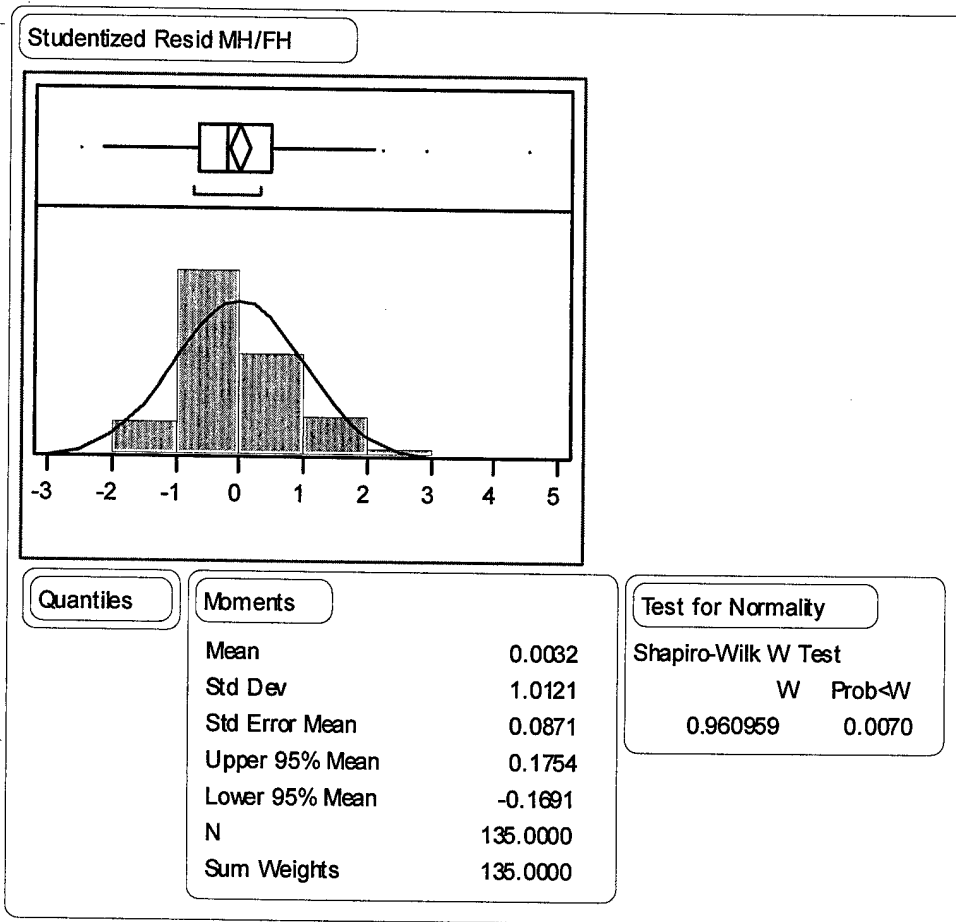 Studentized Resid MH/FH
-3 -2 -1 0 1 2 3 4 5
Quantiles
Moments
Mean 0.0032
Std Dev 1.0121
Std Error Mean 0.0871
Upper 95% Mean 0.1754
Lower 95% Mean -0.1691
N 135.0000
Sum Weights 135.0000
Test for Normality
Shapiro-Wilk W Test
W Prob<W
0.960959 0.0070